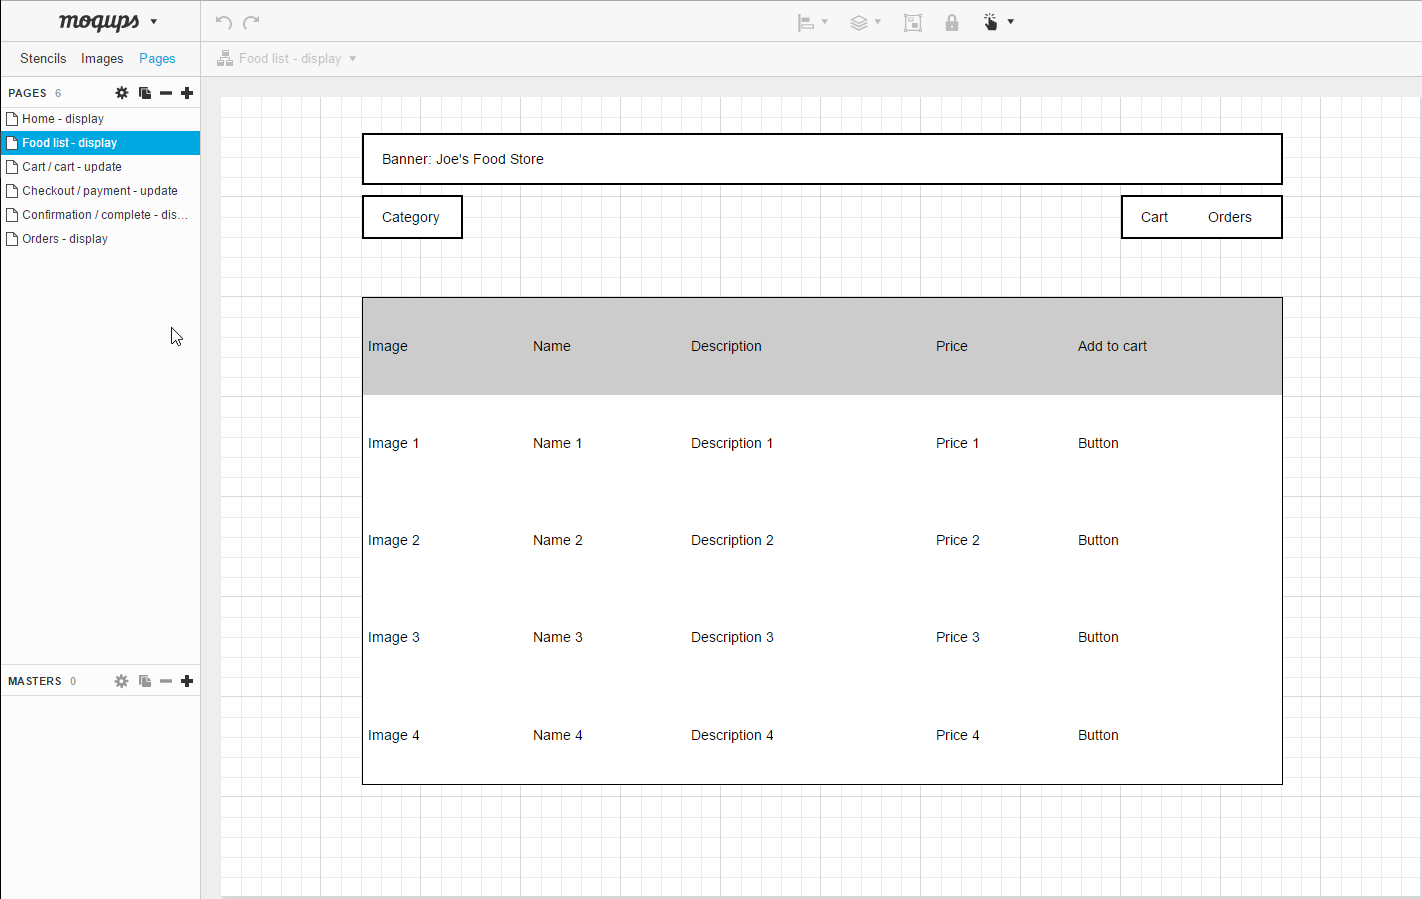 moqups
Stencils Images Pages
Food list - display
PAGES 6
Home - display
Food list - display
Cart / cart - update
Checkout / payment - update
Confirmation / complete - dis...
Orders - display
MASTERS 0
Banner: Joe's Food Store
Category
Cart Orders
Image Name Description Price Add to cart
Image 1 Name 1 Description 1 Price 1 Button
Image 2 Name 2 Description 2 Price 2 Button
Image 3 Name 3 Description 3 Price 3 Button
Image 4 Name 4 Description 4 Price 4 Button